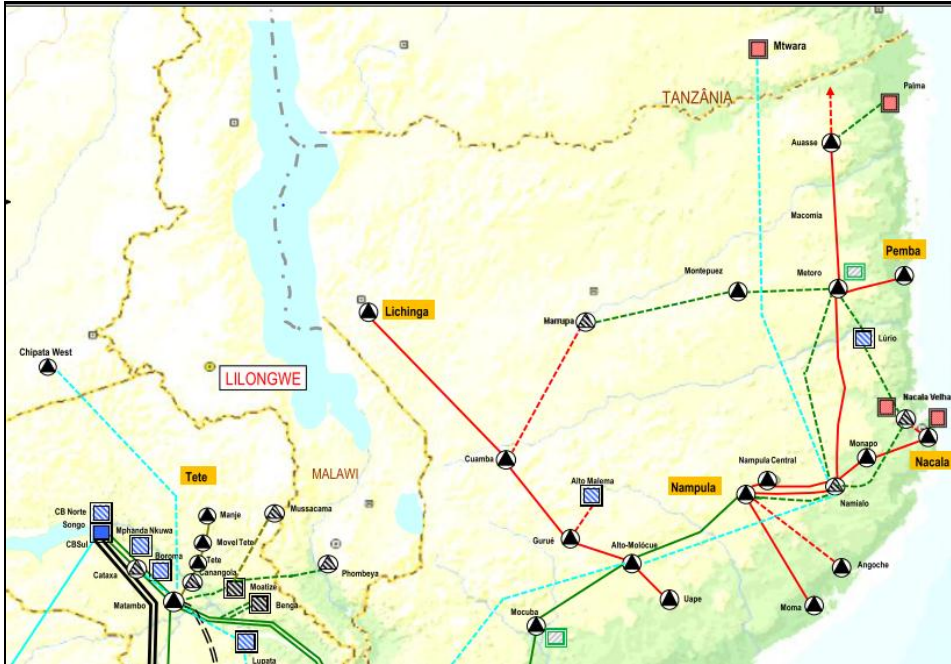 Mtwara
TANZÂNIA
Palma
Auasse
Macomia
Pemba
Montepuez
Metoro
Lichinga
Marrupa
Lúrio
Chipata West
LILONGWE
Nacala Velha
Monapo
Nacala
Cuamba
Nampula Central
MALAWI
Alto Malema
Nampula
Tete
Namialo
CB Norte
Songo
CBSul
Mphanda Nkuwa
Manje
Mussacama
Movel Tete
Gurué
Alto-Molócue
Boroma
Tete
Cataxa
Canangola
Phombeya
Angoche
Moatize
Matambo
Benga
Uape
Moma
Mocuba
Lupata